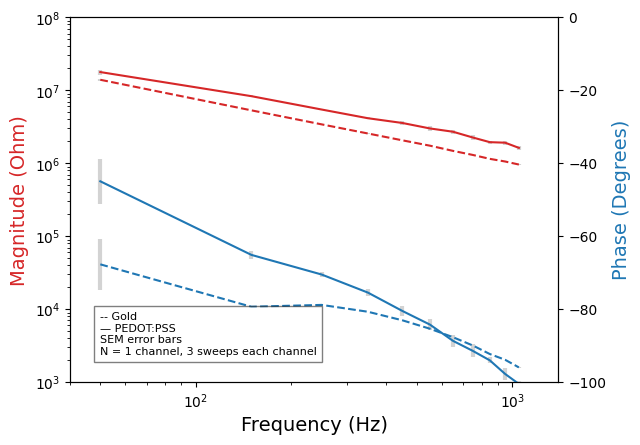 10^8
10^7
10^6
10^5
10^4
10^3
Magnitude (Ohm)
0
−20
−40
−60
−80
−100
Phase (Degrees)
-- Gold
— PEDOT:PSS
SEM error bars
N = 1 channel, 3 sweeps each channel
10^2
10^3
Frequency (Hz)